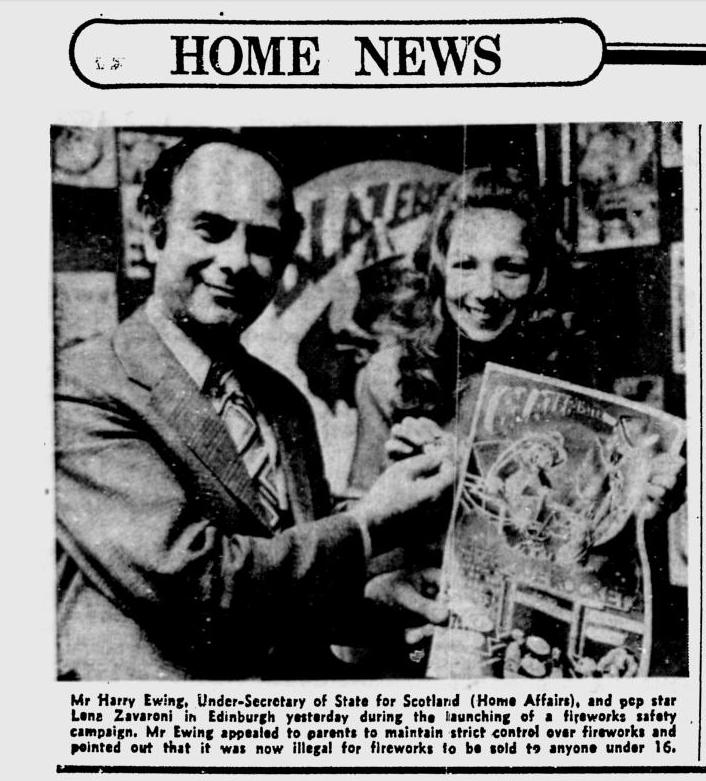 HOME NEWS
Mr Harry Ewing, Under-Secretary of State for Scotland (Home Affairs), and pop star
Lena Zavaroni in Edinburgh yesterday during the launching of a fireworks safety
campaign. Mr Ewing appealed to parents to maintain strict control over fireworks and
pointed out that it was now illegal for fireworks to be sold to anyone under 16.